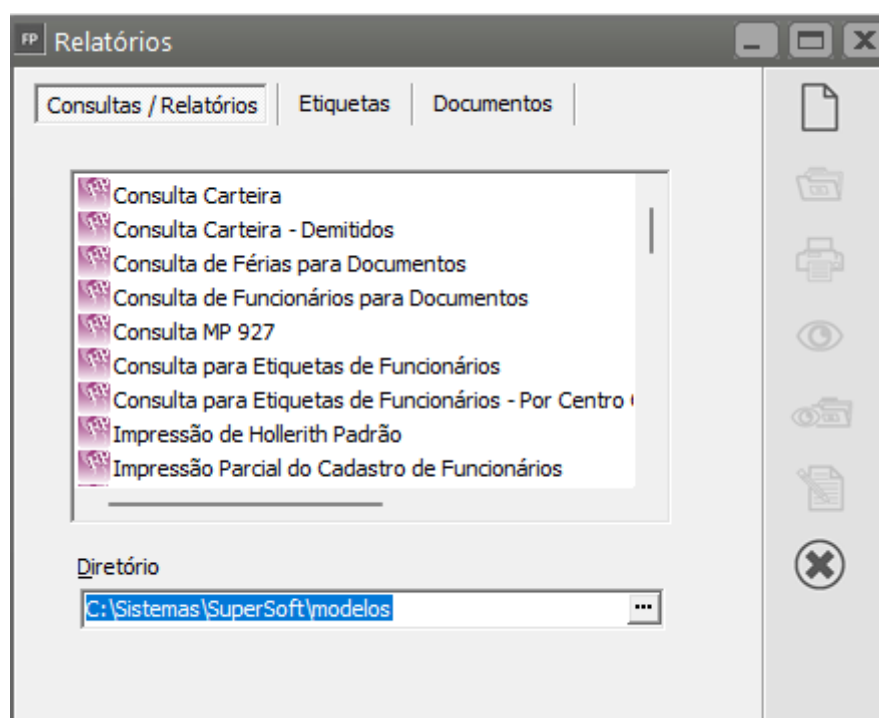 FP Relatórios
Consultas / Relatórios Etiquetas Documentos
Consulta Carteira
Consulta Carteira - Demitidos
Consulta de Férias para Documentos
Consulta de Funcionários para Documentos
Consulta MP 927
Consulta para Etiquetas de Funcionários
Consulta para Etiquetas de Funcionários - Por Centro
Impressão de Hollerith Padrão
Impressão Parcial do Cadastro de Funcionários
Diretório
C:\Sistemas\SuperSoft\modelos ...